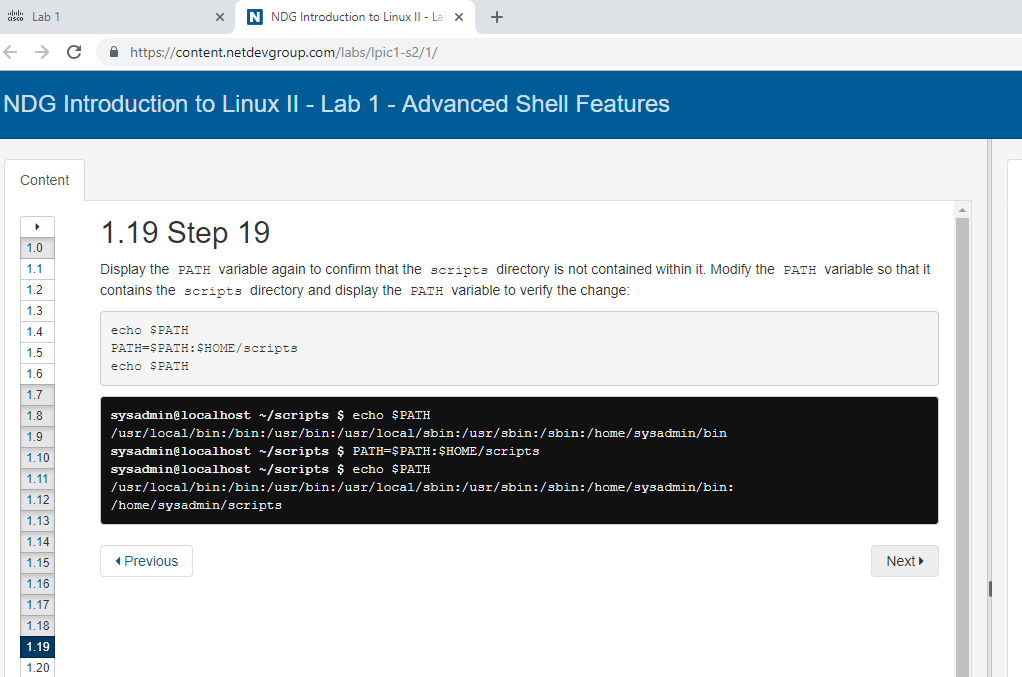 cisco Lab 1
NDG Introduction to Linux II - La
https://content.netdevgroup.com/labs/lpic1-s2/1/
NDG Introduction to Linux II - Lab 1 - Advanced Shell Features
Content
1.0
1.1
1.2
1.3
1.4
1.5
1.6
1.7
1.8
1.9
1.10
1.11
1.12
1.13
1.14
1.15
1.16
1.17
1.18
1.19
1.20
1.19 Step 19
Display the PATH variable again to confirm that the scripts directory is not contained within it. Modify the PATH variable so that it
contains the scripts directory and display the PATH variable to verify the change:
echo $PATH
PATH=$PATH:$HOME/scripts
echo $PATH
sysadmin@localhost ~/scripts $ echo $PATH
/usr/local/bin:/bin:/usr/bin:/usr/local/sbin:/usr/sbin:/sbin:/home/sysadmin/bin
sysadmin@localhost ~/scripts $ PATH=$PATH:$HOME/scripts
sysadmin@localhost ~/scripts $ echo $PATH
/usr/local/bin:/bin:/usr/bin:/usr/local/sbin:/usr/sbin:/sbin:/home/sysadmin/bin:
/home/sysadmin/scripts
Previous
Next